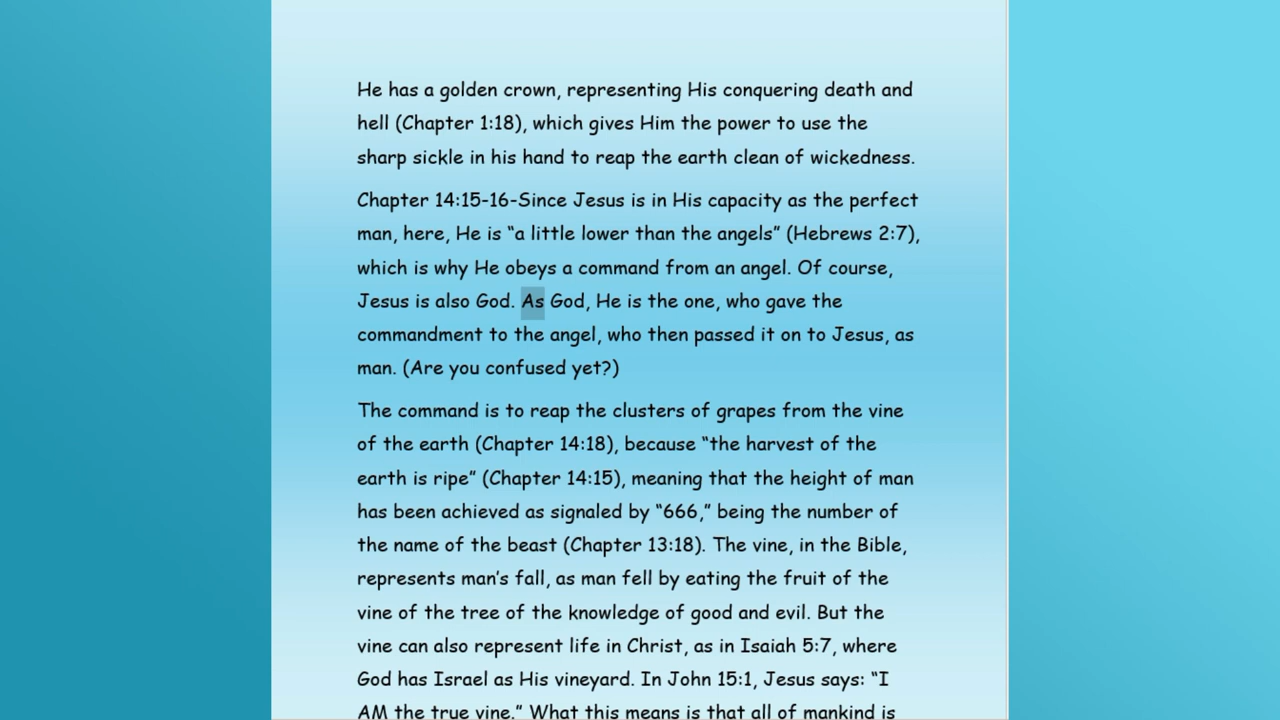 He has a golden crown, representing His conquering death and
hell (Chapter 1:18), which gives Him the power to use the
sharp sickle in his hand to reap the earth clean of wickedness.
Chapter 14:15-16-Since Jesus is in His capacity as the perfect
man, here, He is “a little lower than the angels” (Hebrews 2:7),
which is why He obeys a command from an angel. Of course,
Jesus is also God. As God, He is the one, who gave the
commandment to the angel, who then passed it on to Jesus, as
man. (Are you confused yet?)
The command is to reap the clusters of grapes from the vine
of the earth (Chapter 14:18), because “the harvest of the
earth is ripe” (Chapter 14:15), meaning that the height of man
has been achieved as signaled by “666,” being the number of
the name of the beast (Chapter 13:18). The vine, in the Bible,
represents man’s fall, as man fell by eating the fruit of the
vine of the tree of the knowledge of good and evil. But the
vine can also represent life in Christ, as in Isaiah 5:7, where
God has Israel as His vineyard. In John 15:1, Jesus says: “I
AM the true vine.” What this means is that all of mankind is